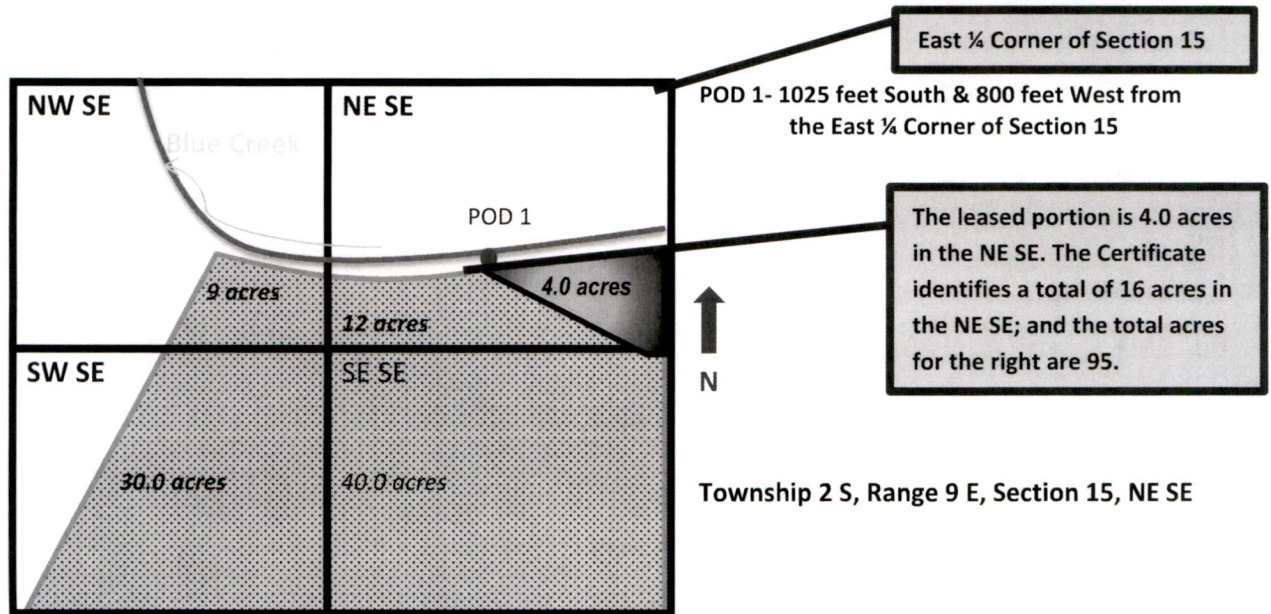 East ¼ Corner of Section 15
NW SE
NE SE
POD 1- 1025 feet South & 800 feet West from
the East ¼ Corner of Section 15
Blue Creek
POD 1
The leased portion is 4.0 acres
in the NE SE. The Certificate
identifies a total of 16 acres in
the NE SE; and the total acres
for the right are 95.
9 acres
4.0 acres
12 acres
N
SW SE
SE SE
30.0 acres
40.0 acres
Township 2 S, Range 9 E, Section 15, NE SE